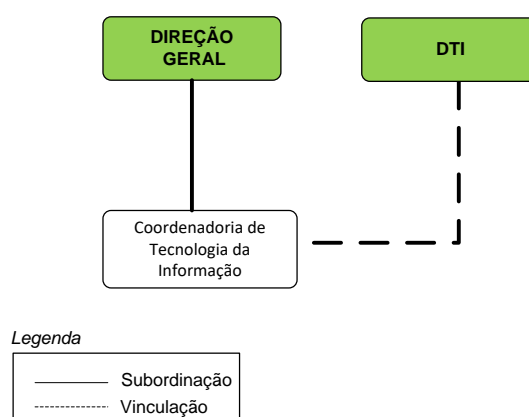 DIREÇÃO
GERAL
DTI
Coordenadoria de
Tecnologia da
Informação
Legenda
Subordinação
Vinculação